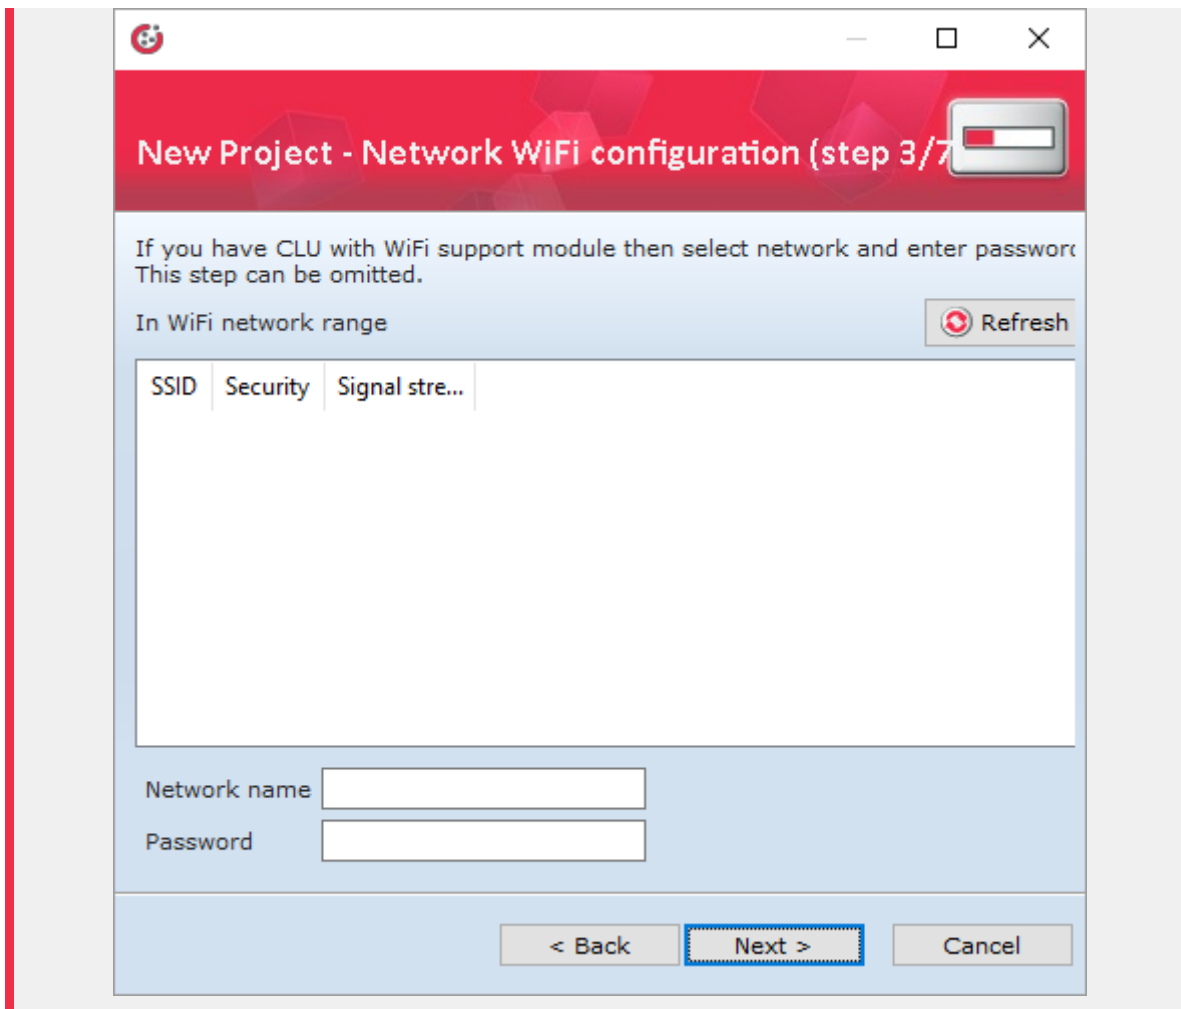 New Project - Network WiFi configuration (step 3/7
If you have CLU with WiFi support module then select network and enter password
This step can be omitted.
In WiFi network range
Refresh
SSID Security Signal stre...
Network name
Password
< Back Next > Cancel